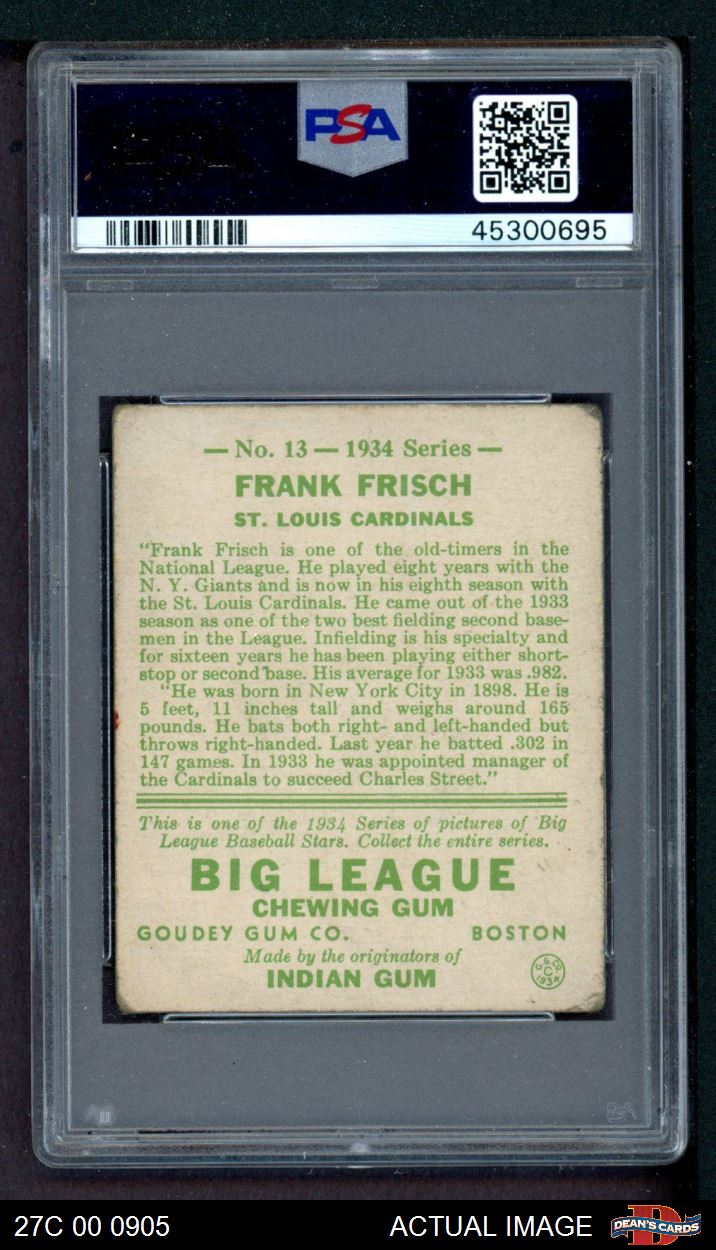 PSA
45300695
— No. 13 — 1934 Series —
FRANK FRISCH
ST. LOUIS CARDINALS
"Frank Frisch is one of the old-timers in the
National League. He played eight years with the
N. Y. Giants and is now in his eighth season with
the St. Louis Cardinals. He came out of the 1933
season as one of the two best fielding second base-
men in the League. Infielding is his specialty and
for sixteen years he has been playing either short-
stop or second base. His average for 1933 was .982.
"He was born in New York City in 1898. He is
5 feet, 11 inches tall and weighs around 165
pounds. He bats both right- and left-handed but
throws right-handed. Last year he batted .302 in
147 games. In 1933 he was appointed manager of
the Cardinals to succeed Charles Street."
This is one of the 1934 Series of pictures of Big
League Baseball Stars. Collect the entire series.
BIG LEAGUE
CHEWING GUM
GOUDEY GUM CO. BOSTON
Made by the originators of
INDIAN GUM
G.G.CO.
C
1934
PSA
27C 00 0905 ACTUAL IMAGE DEAN'S CARDS